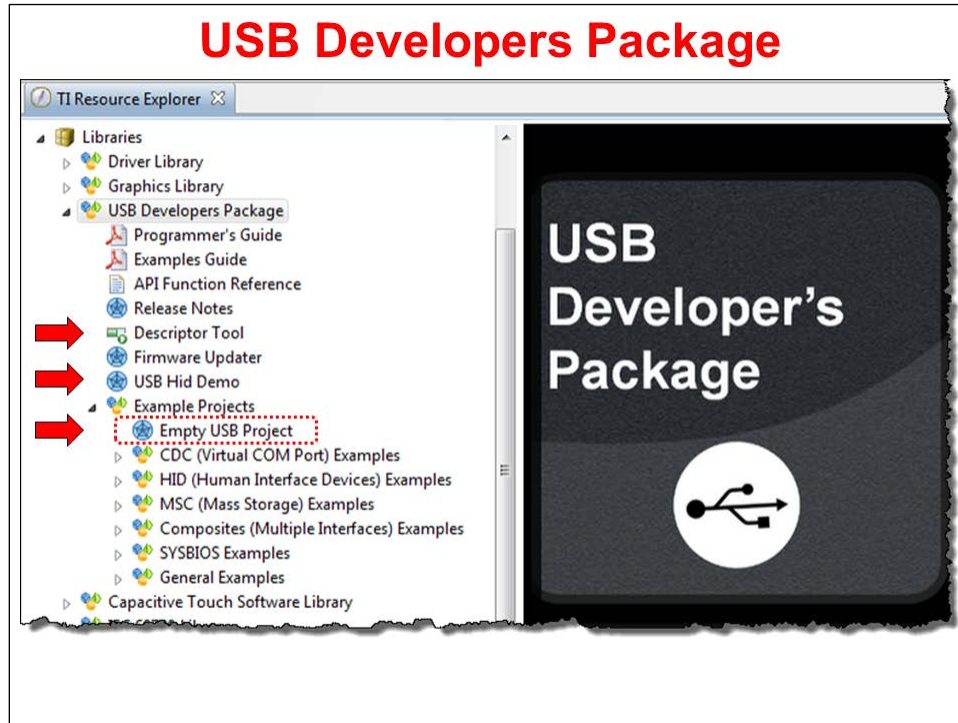 USB Developers Package
TI Resource Explorer
Libraries
Driver Library
Graphics Library
USB Developers Package
Programmer's Guide
Examples Guide
API Function Reference
Release Notes
Descriptor Tool
Firmware Updater
USB Hid Demo
Example Projects
Empty USB Project
CDC (Virtual COM Port) Examples
HID (Human Interface Devices) Examples
MSC (Mass Storage) Examples
Composites (Multiple Interfaces) Examples
SYSBIOS Examples
General Examples
Capacitive Touch Software Library
USB
Developer's
Package